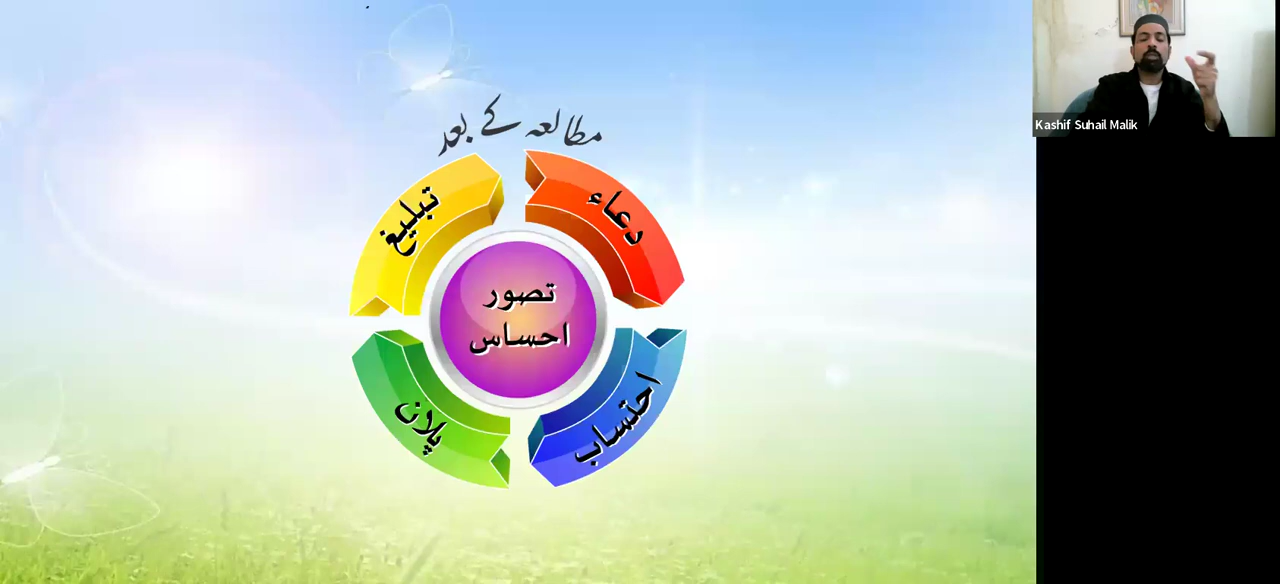 مطالعہ کے بعد
دعاء
احتساب
پلان
تبلیغ
تصور
احساس
Kashif Suhail Malik